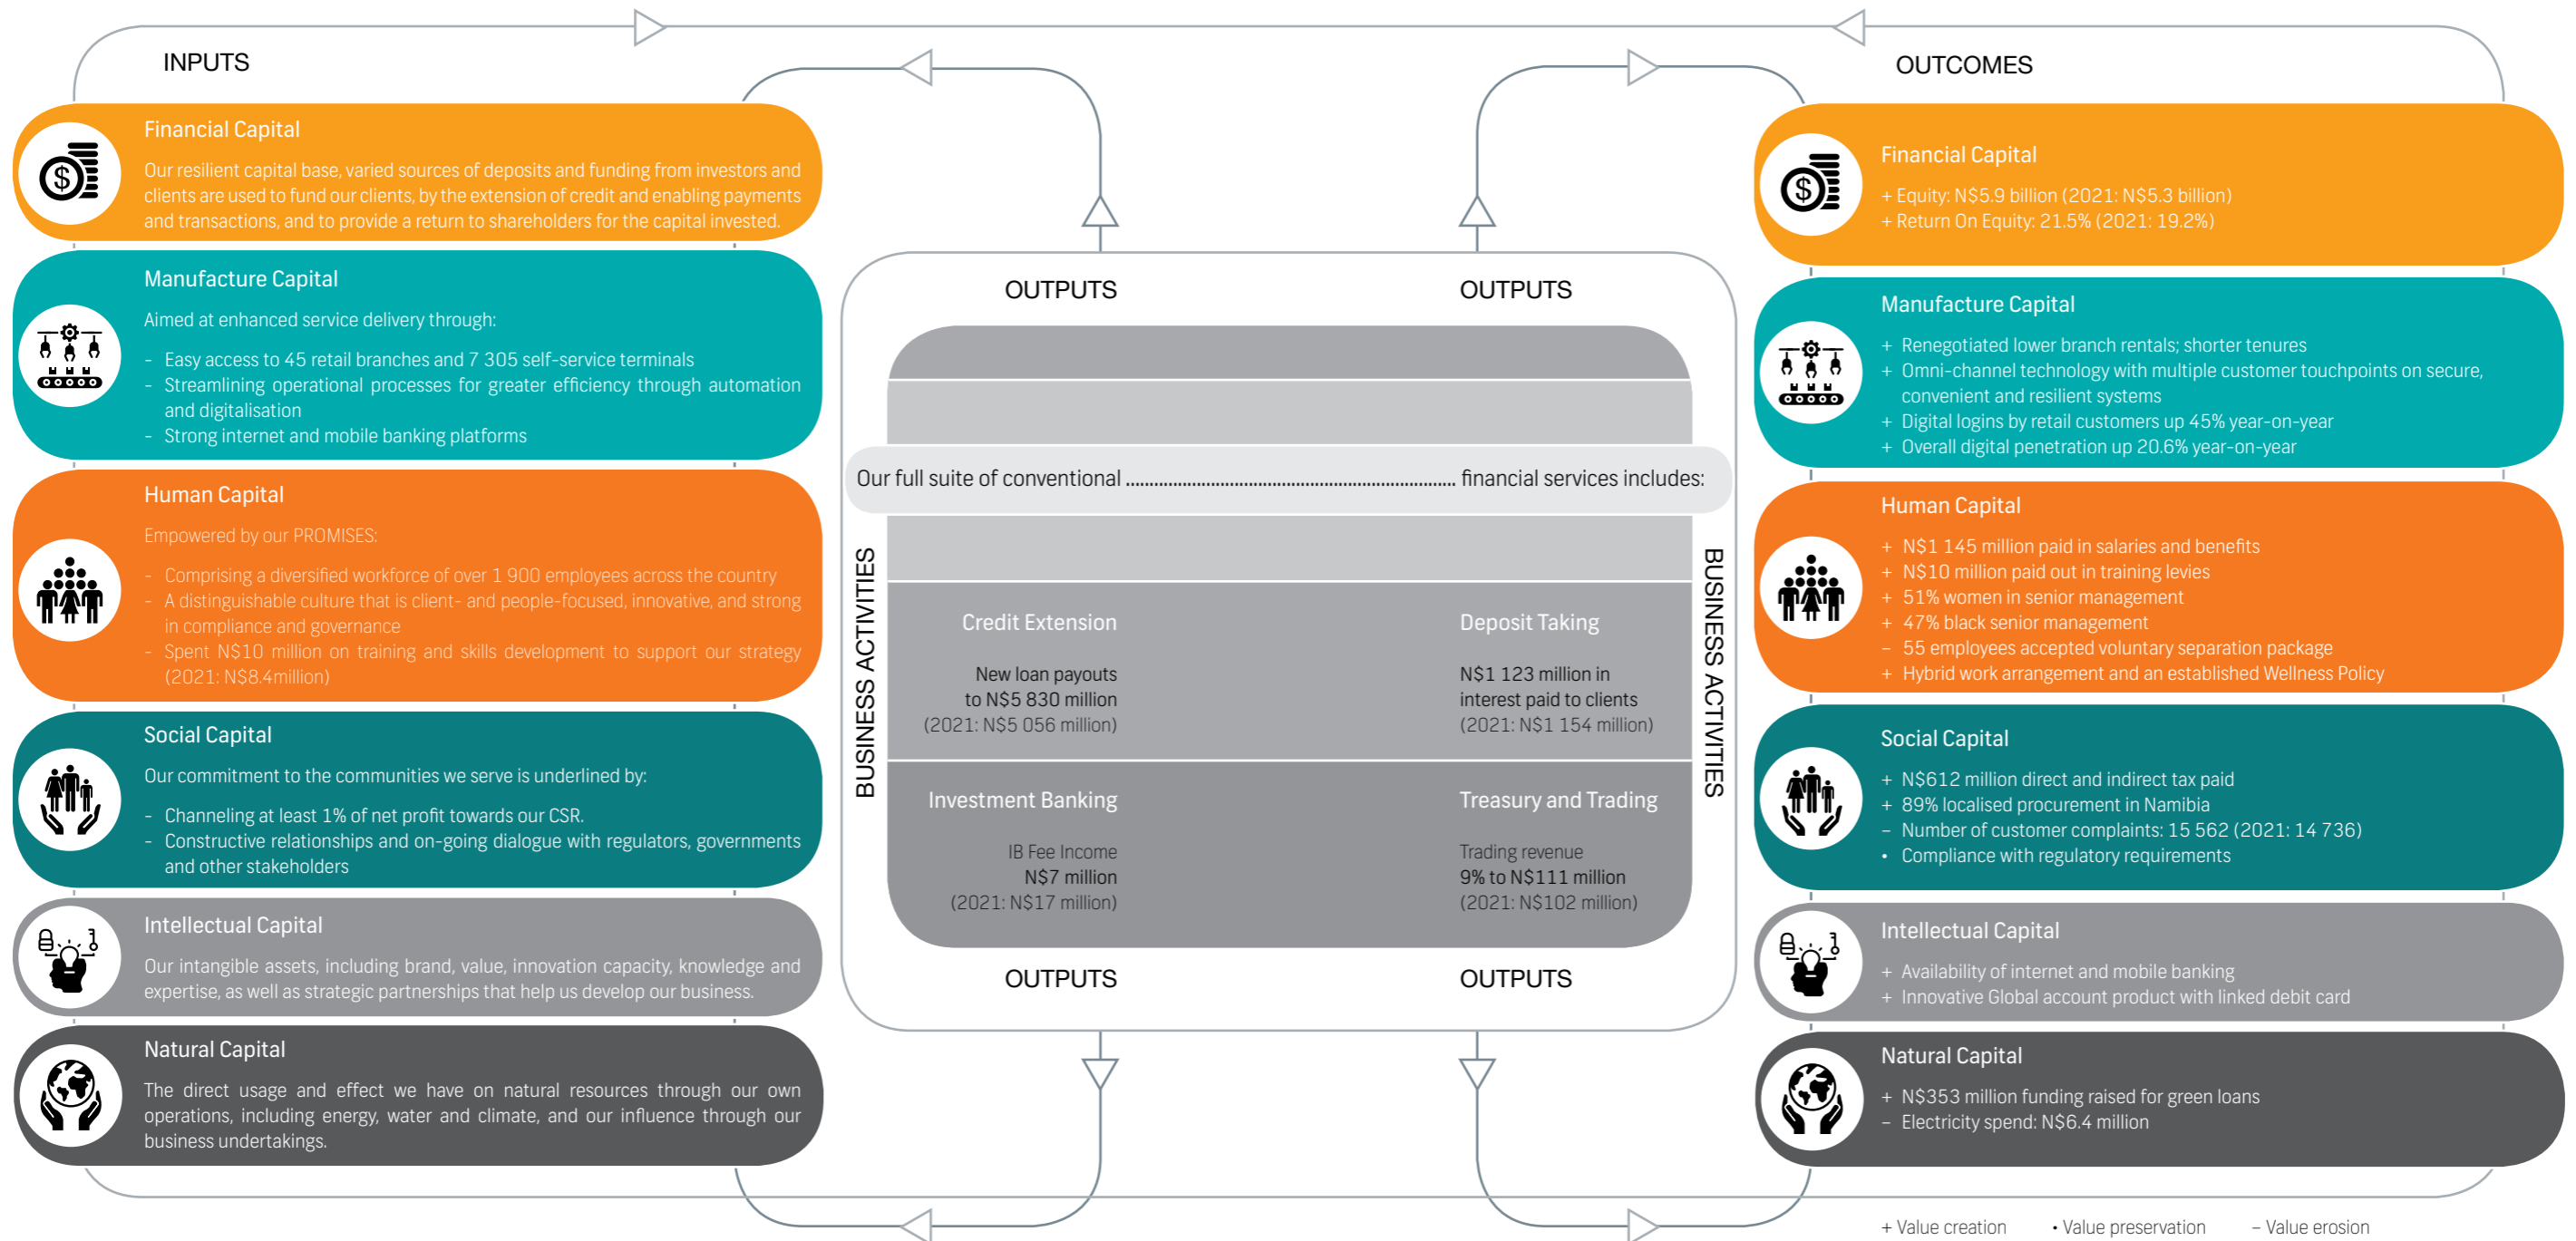 INPUTS
Financial Capital
Our resilient capital base, varied sources of deposits and funding from investors and
clients are used to fund our clients, by the extension of credit and enabling payments
and transactions, and to provide a return to shareholders for the capital invested.
Manufacture Capital
Aimed at enhanced service delivery through:
- Easy access to 45 retail branches and 7 305 self-service terminals
- Streamlining operational processes for greater efficiency through automation
and digitalisation
- Strong internet and mobile banking platforms
Human Capital
Empowered by our PROMISES:
- Comprising a diversified workforce of over 1 900 employees across the country
- A distinguishable culture that is client- and people-focused, innovative, and strong
in compliance and governance
- Spent N$10 million on training and skills development to support our strategy
(2021: N$8.4million)
Social Capital
Our commitment to the communities we serve is underlined by:
- Channeling at least 1% of net profit towards our CSR.
- Constructive relationships and on-going dialogue with regulators, governments
and other stakeholders
Intellectual Capital
Our intangible assets, including brand, value, innovation capacity, knowledge and
expertise, as well as strategic partnerships that help us develop our business.
Natural Capital
The direct usage and effect we have on natural resources through our own
operations, including energy, water and climate, and our influence through our
business undertakings.
OUTPUTS
OUTPUTS
Our full suite of conventional ...................................................................... financial services includes:
BUSINESS ACTIVITIES
Credit Extension
New loan payouts
to N$5 830 million
(2021: N$5 056 million)
Deposit Taking
N$1 123 million in
interest paid to clients
(2021: N$1 154 million)
BUSINESS ACTIVITIES
Investment Banking
IB Fee Income
N$7 million
(2021: N$17 million)
Treasury and Trading
Trading revenue
9% to N$111 million
(2021: N$102 million)
OUTPUTS
OUTPUTS
OUTCOMES
Financial Capital
+ Equity: N$5.9 billion (2021: N$5.3 billion)
+ Return On Equity: 21.5% (2021: 19.2%)
Manufacture Capital
+ Renegotiated lower branch rentals; shorter tenures
+ Omni-channel technology with multiple customer touchpoints on secure,
convenient and resilient systems
+ Digital logins by retail customers up 45% year-on-year
+ Overall digital penetration up 20.6% year-on-year
Human Capital
+ N$1 145 million paid in salaries and benefits
+ N$10 million paid out in training levies
+ 51% women in senior management
+ 47% black senior management
– 55 employees accepted voluntary separation package
+ Hybrid work arrangement and an established Wellness Policy
Social Capital
+ N$612 million direct and indirect tax paid
+ 89% localised procurement in Namibia
– Number of customer complaints: 15 562 (2021: 14 736)
• Compliance with regulatory requirements
Intellectual Capital
+ Availability of internet and mobile banking
+ Innovative Global account product with linked debit card
Natural Capital
+ N$353 million funding raised for green loans
– Electricity spend: N$6.4 million
+ Value creation • Value preservation – Value erosion